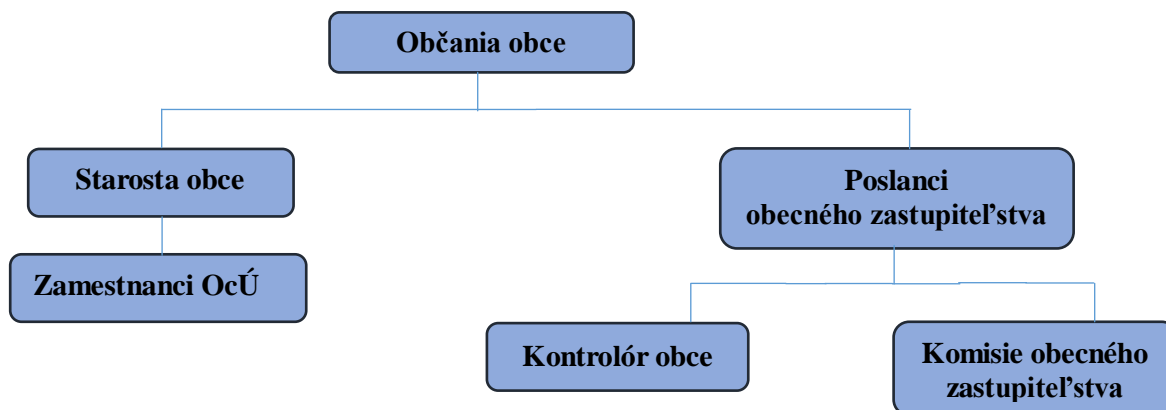 Občania obce
Starosta obce
Poslanci
obecného zastupiteľstva
Zamestnanci OcÚ
Kontrolór obce
Komisie obecného
zastupiteľstva